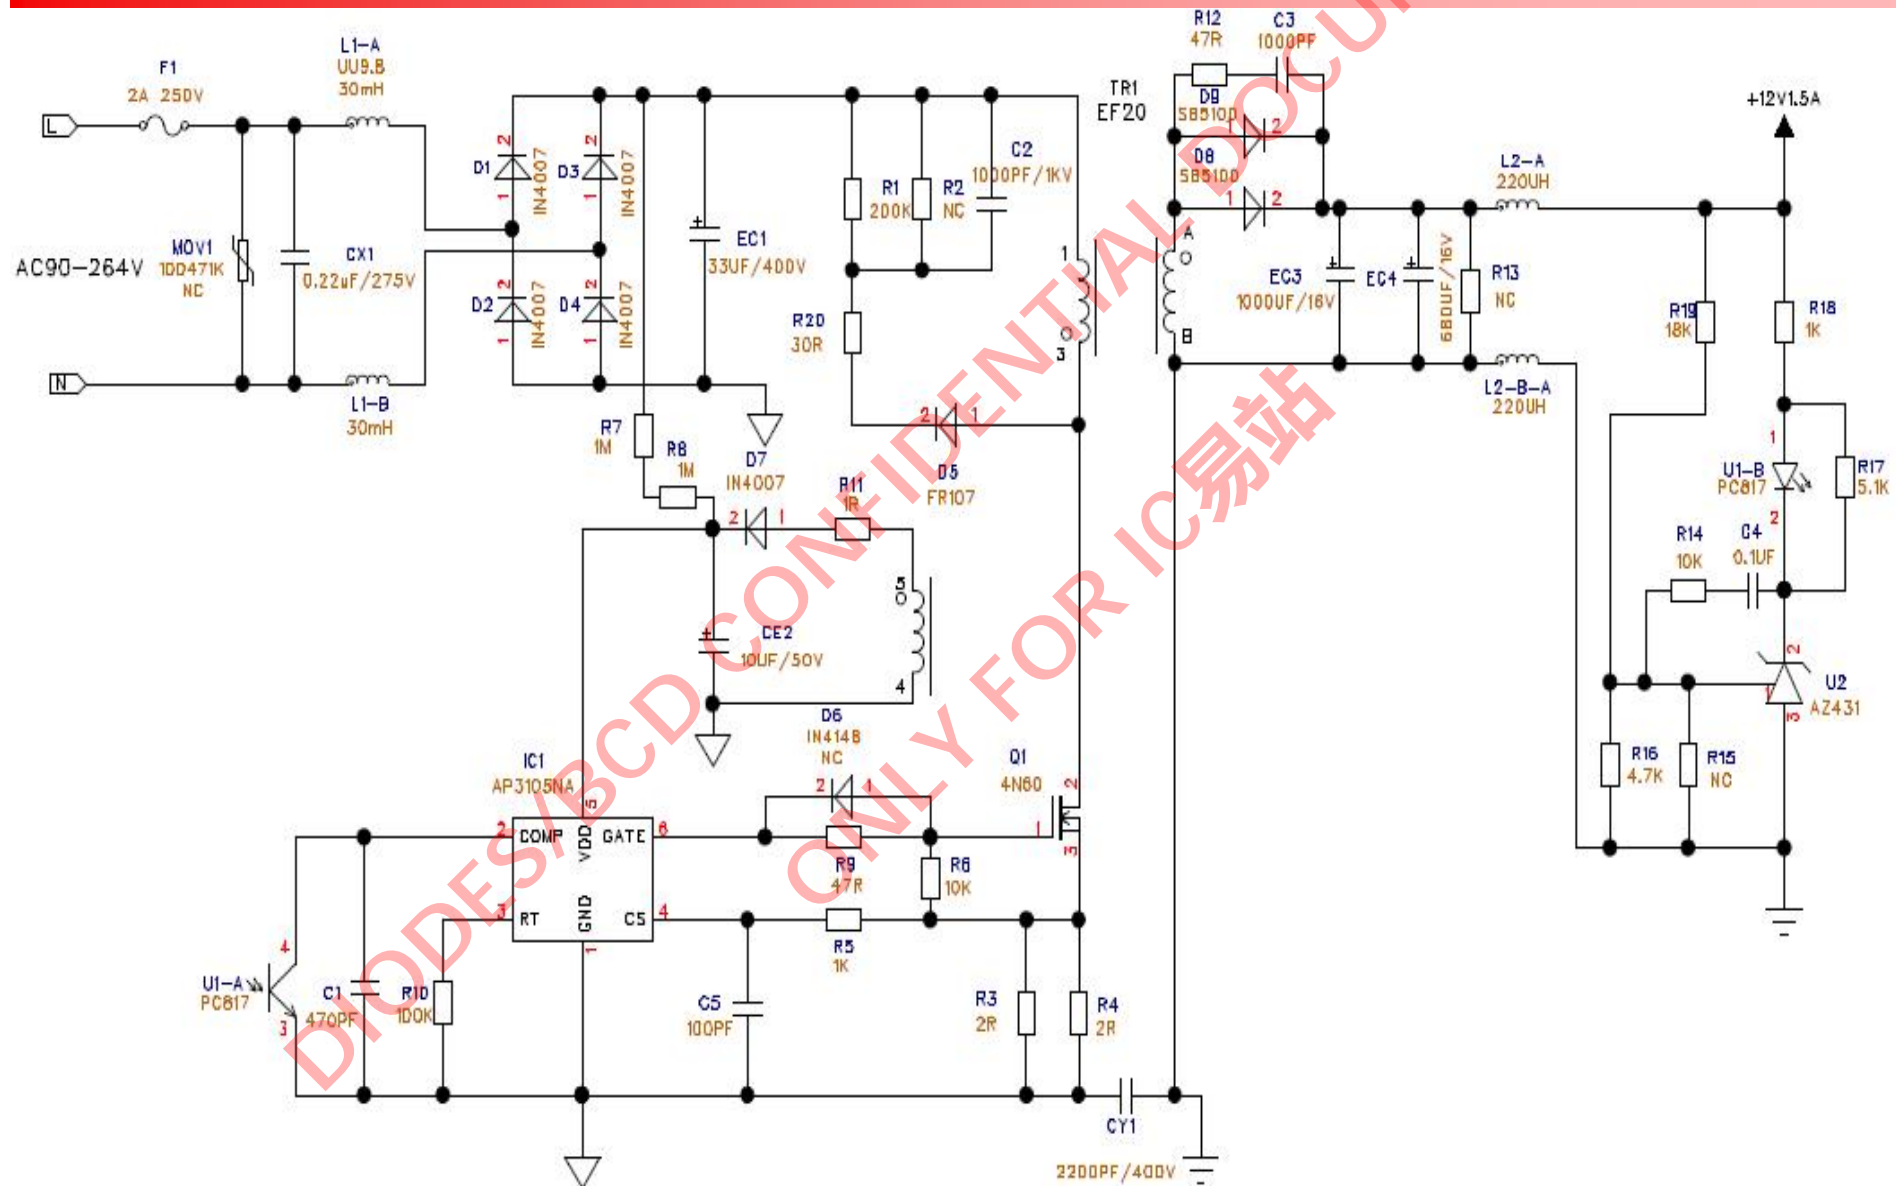 R12
47R
C3
1000PF
L1-A
UU9.8
30mH
F1
2A 250V
TR1
EF20
D9
SB5100
+12V1.5A
L
D1
IN4007
D3
IN4007
C2
1000PF/1KV
D8
SB5100
L2-A
220UH
R1
200K
R2
NC
MOV1
10D471K
NC
CX1
0.22uF/275V
AC90-264V
EC1
33UF/400V
EC3
1000UF/16V
EC4
680UF/16V
R13
NC
D2
IN4007
D4
IN4007
R20
30R
R19
18K
R18
1K
N
L1-B
30mH
L2-B-A
220UH
R7
1M
R8
1M
D7
IN4007
R11
1R
D5
FR107
U1-B
PC817
R17
5.1K
R14
10K
C4
0.1UF
CE2
10UF/50V
U2
AZ431
D6
IN4148
NC
IC1
AP3105NA
Q1
4N60
R16
4.7K
R15
NC
COMP
VDD
GATE
RT
GND
CS
R9
47R
R6
10K
R5
1K
U1-A
PC817
C1
470PF
R10
100K
C5
100PF
R3
2R
R4
2R
CY1
2200PF/400V
1
2
3
4
5
6
A
B
DIODES/BCD CONFIDENTIAL DOCU
ONLY FOR IC易站